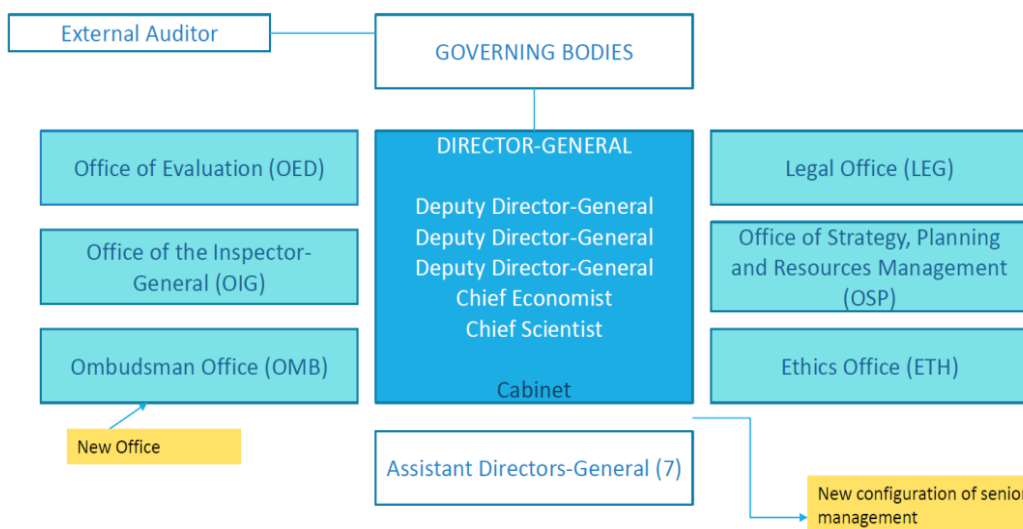 External Auditor
GOVERNING BODIES
Office of Evaluation (OED)
Office of the Inspector-
General (OIG)
Ombudsman Office (OMB)
New Office
DIRECTOR-GENERAL
Deputy Director-General
Deputy Director-General
Deputy Director-General
Chief Economist
Chief Scientist
Cabinet
Assistant Directors-General (7)
Legal Office (LEG)
Office of Strategy, Planning
and Resources Management
(OSP)
Ethics Office (ETH)
New configuration of senior
management